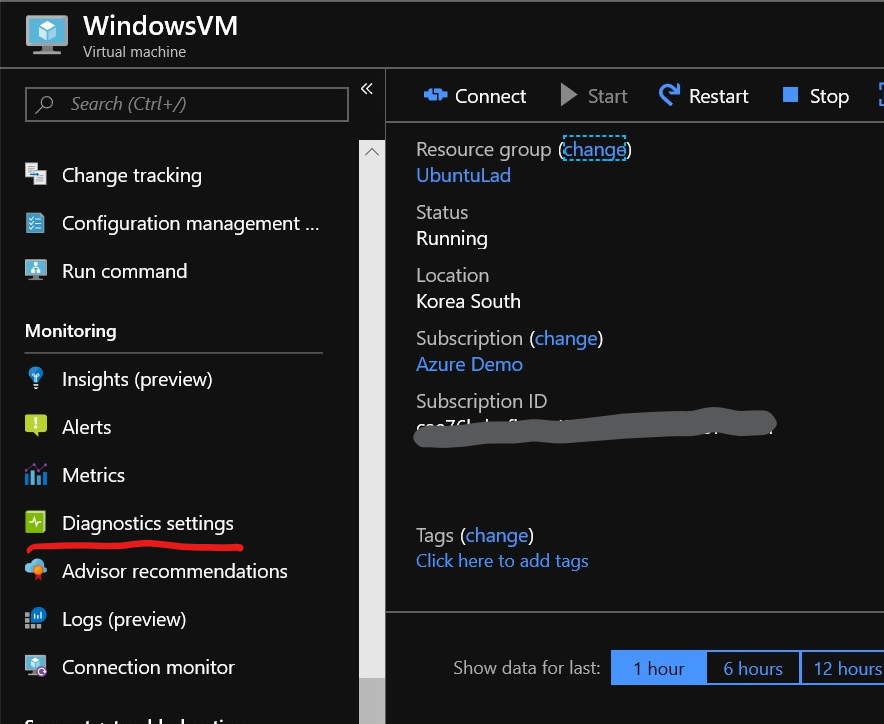 WindowsVM
Virtual machine
Search (Ctrl+/)
«
Change tracking
Configuration management ...
Run command
Monitoring
Insights (preview)
Alerts
Metrics
Diagnostics settings
Advisor recommendations
Logs (preview)
Connection monitor
Connect Start Restart Stop
Resource group (change)
UbuntuLad
Status
Running
Location
Korea South
Subscription (change)
Azure Demo
Subscription ID
Tags (change)
Click here to add tags
Show data for last: 1 hour 6 hours 12 hours